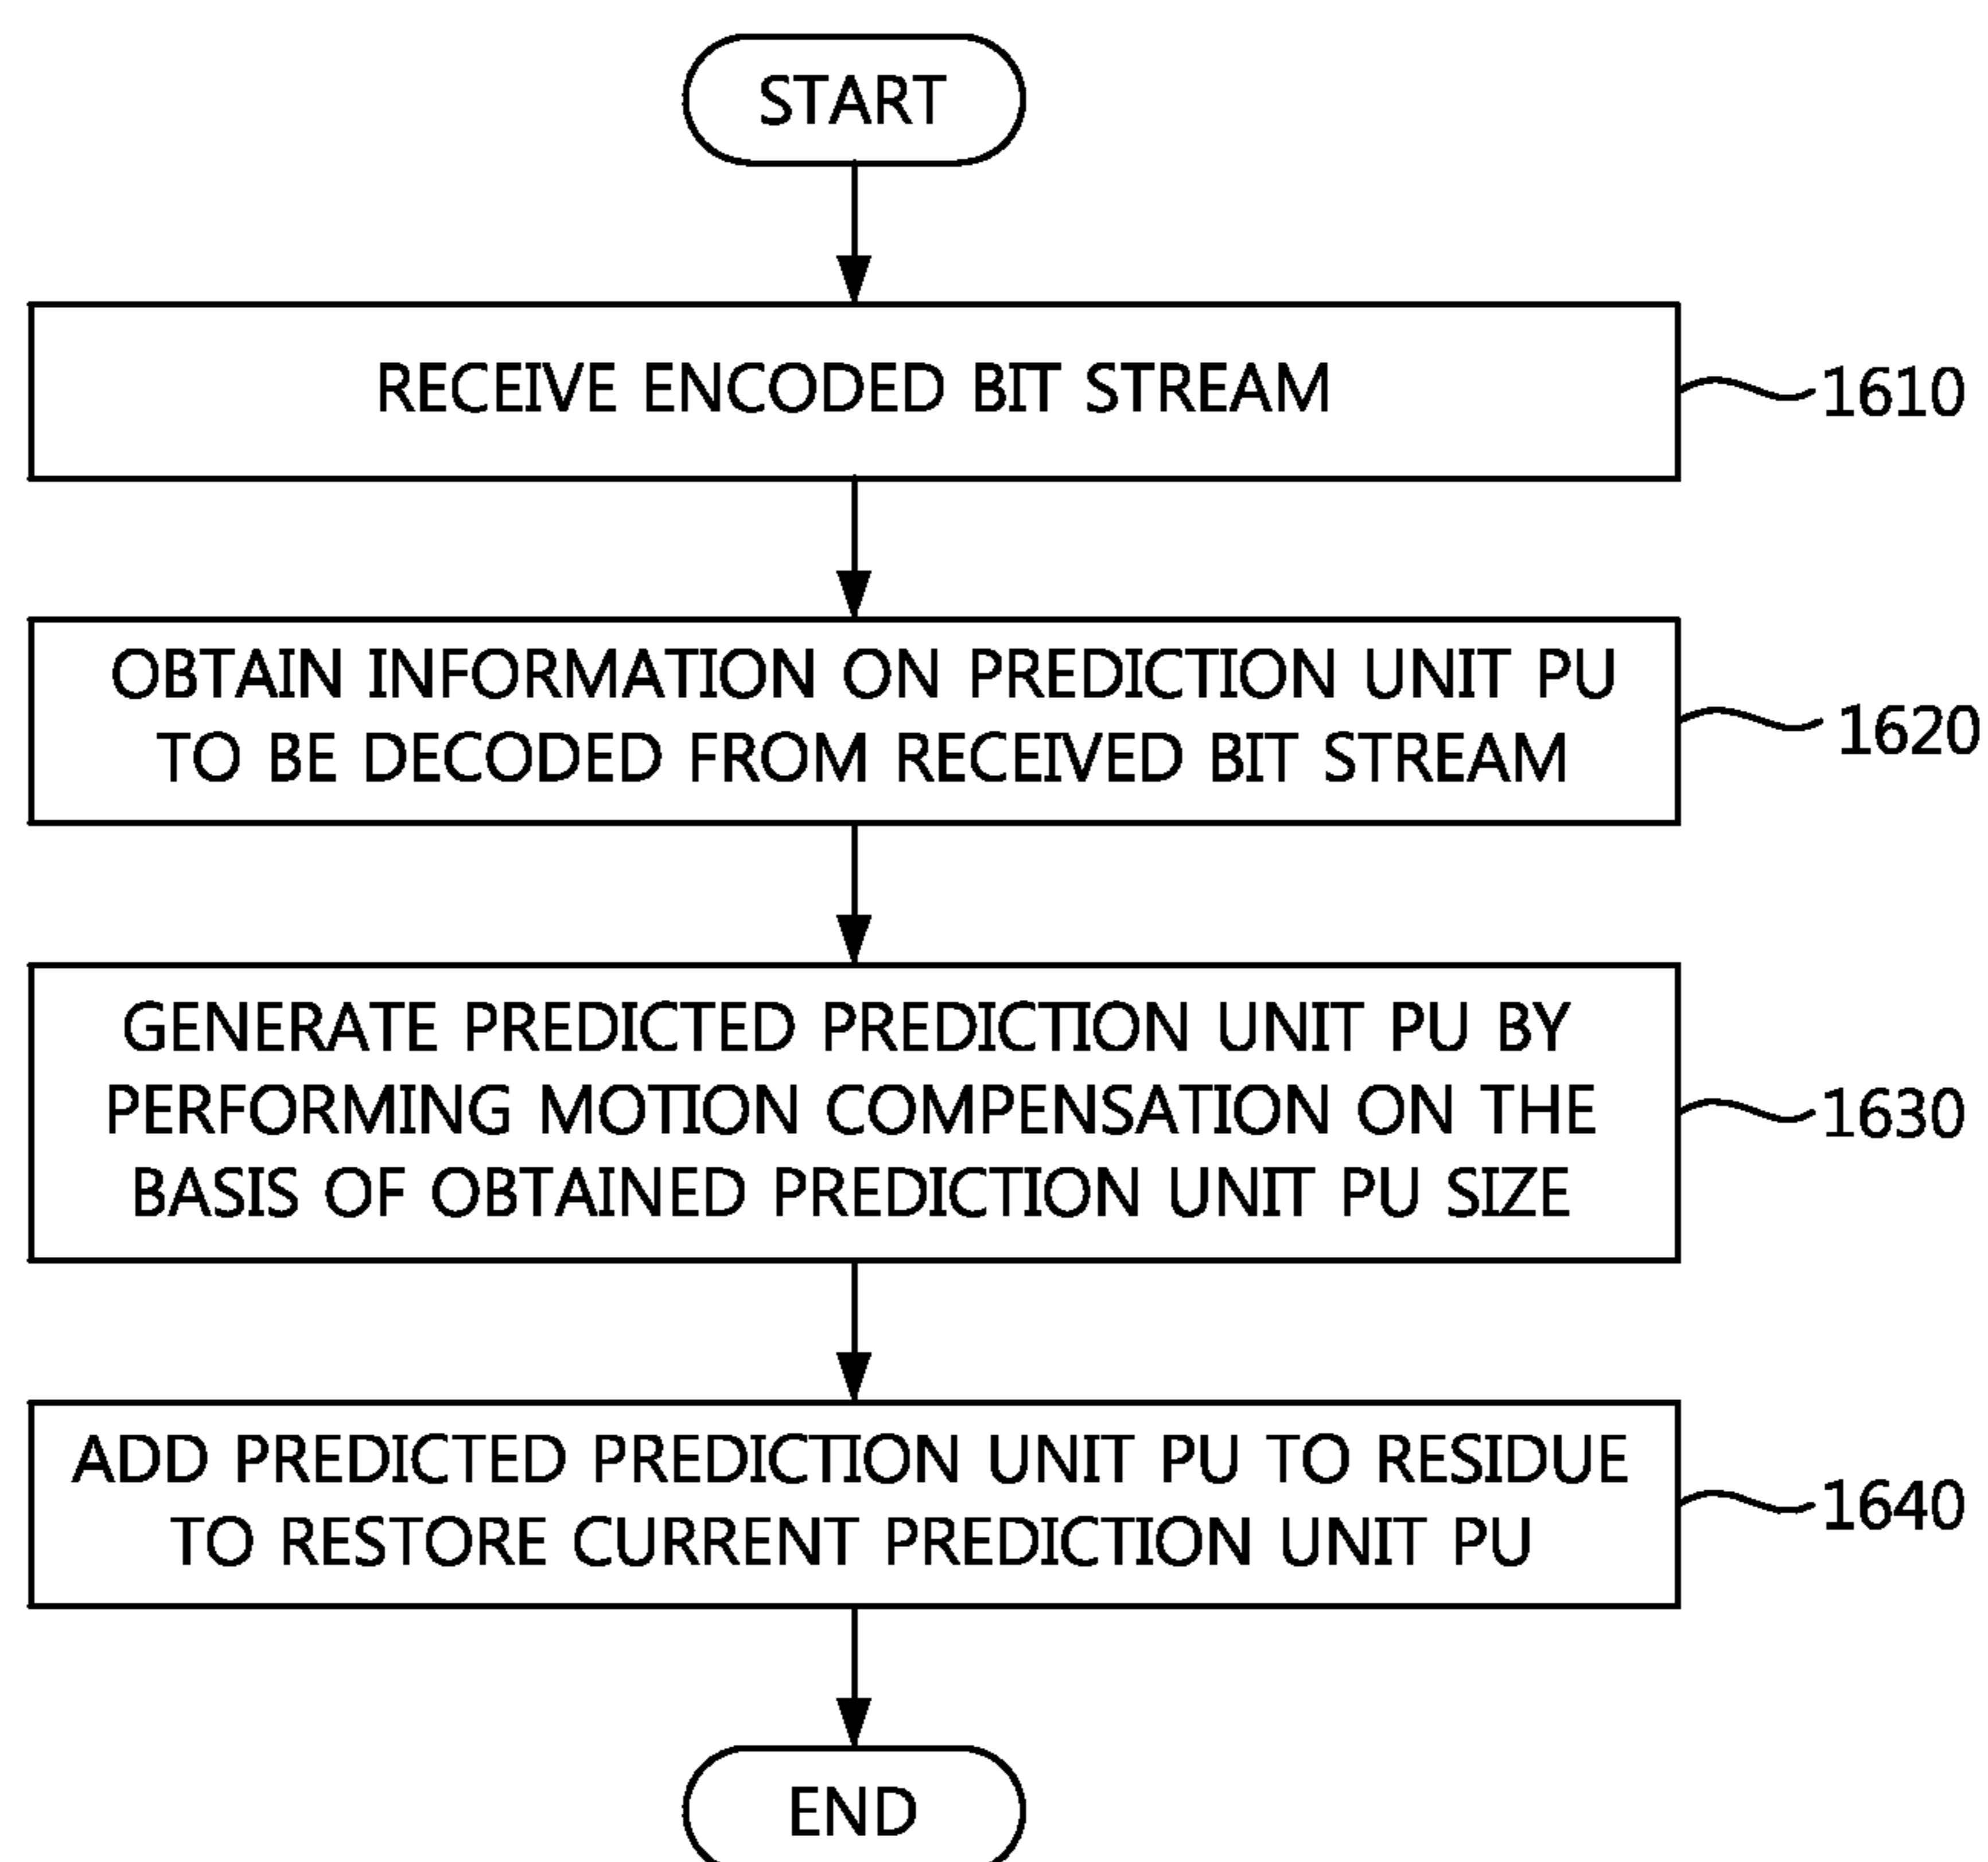 START
RECEIVE ENCODED BIT STREAM
1610
OBTAIN INFORMATION ON PREDICTION UNIT PU
TO BE DECODED FROM RECEIVED BIT STREAM
1620
GENERATE PREDICTED PREDICTION UNIT PU BY
PERFORMING MOTION COMPENSATION ON THE
BASIS OF OBTAINED PREDICTION UNIT PU SIZE
1630
ADD PREDICTED PREDICTION UNIT PU TO RESIDUE
TO RESTORE CURRENT PREDICTION UNIT PU
1640
END